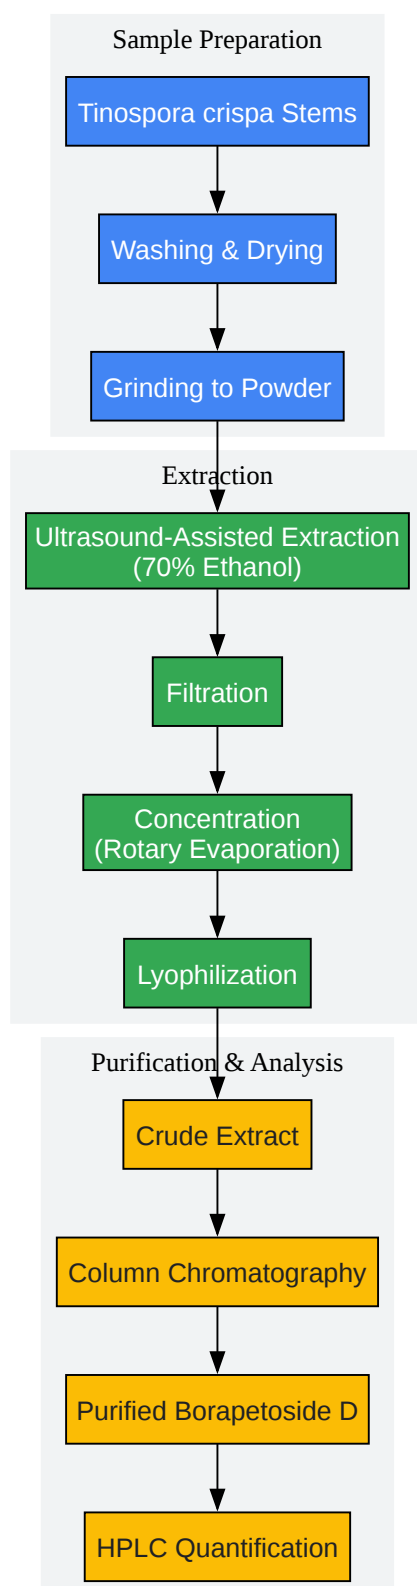 Sample Preparation
Tinospora crispa Stems
Washing & Drying
Grinding to Powder
Extraction
Ultrasound-Assisted Extraction
(70% Ethanol)
Filtration
Concentration
(Rotary Evaporation)
Lyophilization
Purification & Analysis
Crude Extract
Column Chromatography
Purified Borapetoside D
HPLC Quantification